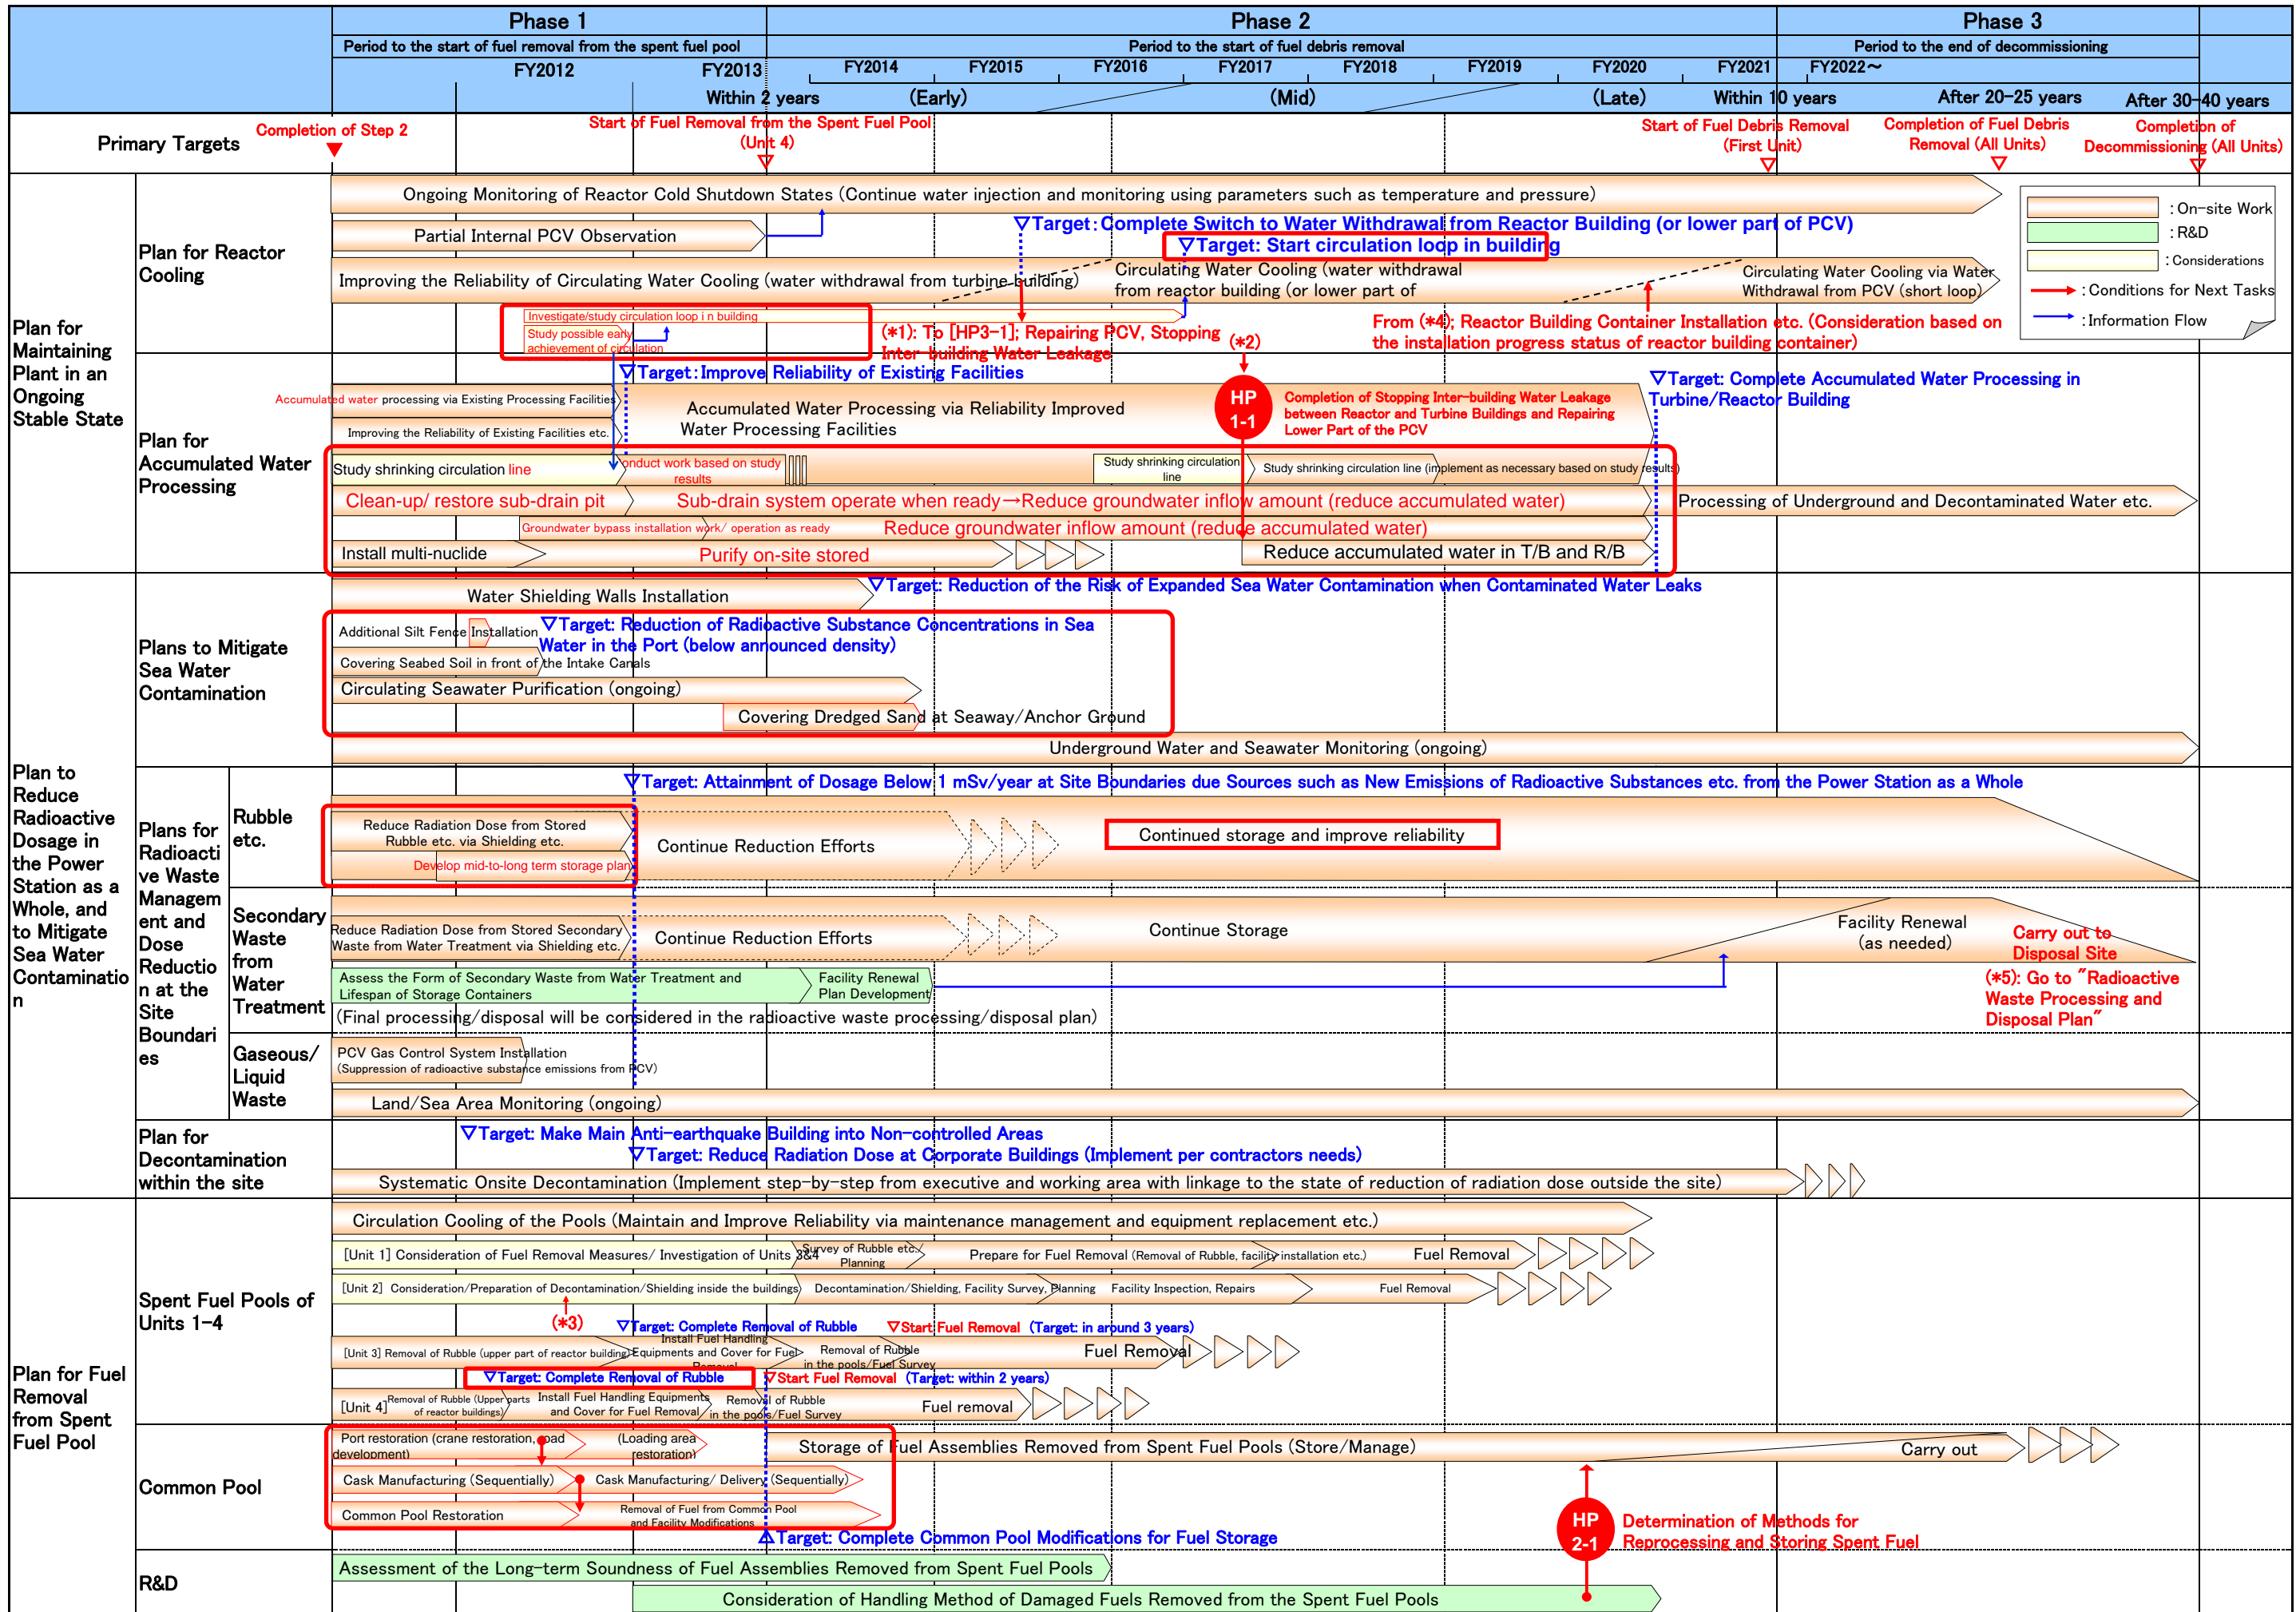 Phase 1
Phase 2
Phase 3
Period to the start of fuel removal from the spent fuel pool
Period to the start of fuel debris removal
Period to the end of decommissioning
FY2012
FY2013
FY2014
FY2015
FY2016
FY2017
FY2018
FY2019
FY2020
FY2021
FY2022~
Within 2 years
(Early)
(Mid)
(Late)
Within 10 years
After 20-25 years
After 30-40 years
Primary Targets
Completion of Step 2
▼
Start of Fuel Removal from the Spent Fuel Pool
(Unit 4)
▽
Start of Fuel Debris Removal
(First Unit)
▽
Completion of Fuel Debris
Removal (All Units)
▽
Completion of
Decommissioning (All Units)
▽
Plan for
Maintaining
Plant in an
Ongoing
Stable State
Plan for Reactor
Cooling
Ongoing Monitoring of Reactor Cold Shutdown States (Continue water injection and monitoring using parameters such as temperature and pressure)
Partial Internal PCV Observation
▽Target:Complete Switch to Water Withdrawal from Reactor Building (or lower part of PCV)
▽Target: Start circulation loop in building
Improving the Reliability of Circulating Water Cooling (water withdrawal from turbine building)
Circulating Water Cooling (water withdrawal
from reactor building (or lower part of
Circulating Water Cooling via Water
Withdrawal from PCV (short loop)
Investigate/study circulation loop i n building
Study possible early
achievement of circulation
(*1): To [HP3-1]; Repairing PCV, Stopping
Inter-building Water Leakage
(*2)
From (*4); Reactor Building Container Installation etc. (Consideration based on
the installation progress status of reactor building container)
: On-site Work
: R&D
: Considerations
: Conditions for Next Tasks
: Information Flow
Plan for
Accumulated Water
Processing
▽Target:Improve Reliability of Existing Facilities
Accumulated water processing via Existing Processing Facilities
Improving the Reliability of Existing Facilities etc.
Accumulated Water Processing via Reliability Improved
Water Processing Facilities
HP
1-1
Completion of Stopping Inter-building Water Leakage
between Reactor and Turbine Buildings and Repairing
Lower Part of the PCV
▽Target: Complete Accumulated Water Processing in
Turbine/Reactor Building
Study shrinking circulation line
onduct work based on study
results
Study shrinking circulation
line
Study shrinking circulation line (implement as necessary based on study results)
Clean-up/ restore sub-drain pit
Sub-drain system operate when ready→Reduce groundwater inflow amount (reduce accumulated water)
Processing of Underground and Decontaminated Water etc.
Groundwater bypass installation work/ operation as ready
Reduce groundwater inflow amount (reduce accumulated water)
Install multi-nuclide
Purify on-site stored
Reduce accumulated water in T/B and R/B
Plan to
Reduce
Radioactive
Dosage in
the Power
Station as a
Whole, and
to Mitigate
Sea Water
Contaminatio
n
Plans to Mitigate
Sea Water
Contamination
Water Shielding Walls Installation
▽Target: Reduction of the Risk of Expanded Sea Water Contamination when Contaminated Water Leaks
Additional Silt Fence Installation
▽Target: Reduction of Radioactive Substance Concentrations in Sea
Water in the Port (below announced density)
Covering Seabed Soil in front of the Intake Canals
Circulating Seawater Purification (ongoing)
Covering Dredged Sand at Seaway/Anchor Ground
Underground Water and Seawater Monitoring (ongoing)
Plans for
Radioacti
ve Waste
Managem
ent and
Dose
Reductio
n at the
Site
Boundari
es
Rubble
etc.
▽Target: Attainment of Dosage Below 1 mSv/year at Site Boundaries due Sources such as New Emissions of Radioactive Substances etc. from the Power Station as a Whole
Reduce Radiation Dose from Stored
Rubble etc. via Shielding etc.
Develop mid-to-long term storage plan
Continue Reduction Efforts
Continued storage and improve reliability
Secondary
Waste
from
Water
Treatment
Reduce Radiation Dose from Stored Secondary
Waste from Water Treatment via Shielding etc.
Continue Reduction Efforts
Continue Storage
Facility Renewal
(as needed)
Carry out to
Disposal Site
Assess the Form of Secondary Waste from Water Treatment and
Lifespan of Storage Containers
Facility Renewal
Plan Development
(*5): Go to "Radioactive
Waste Processing and
Disposal Plan"
(Final processing/disposal will be considered in the radioactive waste processing/disposal plan)
Gaseous/
Liquid
Waste
PCV Gas Control System Installation
(Suppression of radioactive substance emissions from PCV)
Land/Sea Area Monitoring (ongoing)
Plan for
Decontamination
within the site
▽Target: Make Main Anti-earthquake Building into Non-controlled Areas
▽Target: Reduce Radiation Dose at Corporate Buildings (Implement per contractors needs)
Systematic Onsite Decontamination (Implement step-by-step from executive and working area with linkage to the state of reduction of radiation dose outside the site)
Plan for Fuel
Removal
from Spent
Fuel Pool
Spent Fuel Pools of
Units 1-4
Circulation Cooling of the Pools (Maintain and Improve Reliability via maintenance management and equipment replacement etc.)
[Unit 1] Consideration of Fuel Removal Measures/ Investigation of Units 3&4
Survey of Rubble etc./
Planning
Prepare for Fuel Removal (Removal of Rubble, facility installation etc.)
Fuel Removal
[Unit 2] Consideration/Preparation of Decontamination/Shielding inside the buildings
Decontamination/Shielding, Facility Survey, Planning
Facility Inspection, Repairs
Fuel Removal
(*3)
▽Target: Complete Removal of Rubble
▽Start Fuel Removal (Target: in around 3 years)
[Unit 3] Removal of Rubble (upper part of reactor building)
Install Fuel Handling
Equipments and Cover for Fuel
Removal
Removal of Rubble
in the pools/Fuel Survey
Fuel Removal
▽Target: Complete Removal of Rubble
▽Start Fuel Removal (Target: within 2 years)
[Unit 4]
Removal of Rubble (Upper parts
of reactor buildings)
Install Fuel Handling Equipments
and Cover for Fuel Removal
Removal of Rubble
in the pools/Fuel Survey
Fuel removal
Common Pool
Port restoration (crane restoration, road
development)
(Loading area
restoration)
Storage of Fuel Assemblies Removed from Spent Fuel Pools (Store/Manage)
Carry out
Cask Manufacturing (Sequentially)
Cask Manufacturing/ Delivery (Sequentially)
Common Pool Restoration
Removal of Fuel from Common Pool
and Facility Modifications
△Target: Complete Common Pool Modifications for Fuel Storage
HP
2-1
Determination of Methods for
Reprocessing and Storing Spent Fuel
R&D
Assessment of the Long-term Soundness of Fuel Assemblies Removed from Spent Fuel Pools
Consideration of Handling Method of Damaged Fuels Removed from the Spent Fuel Pools